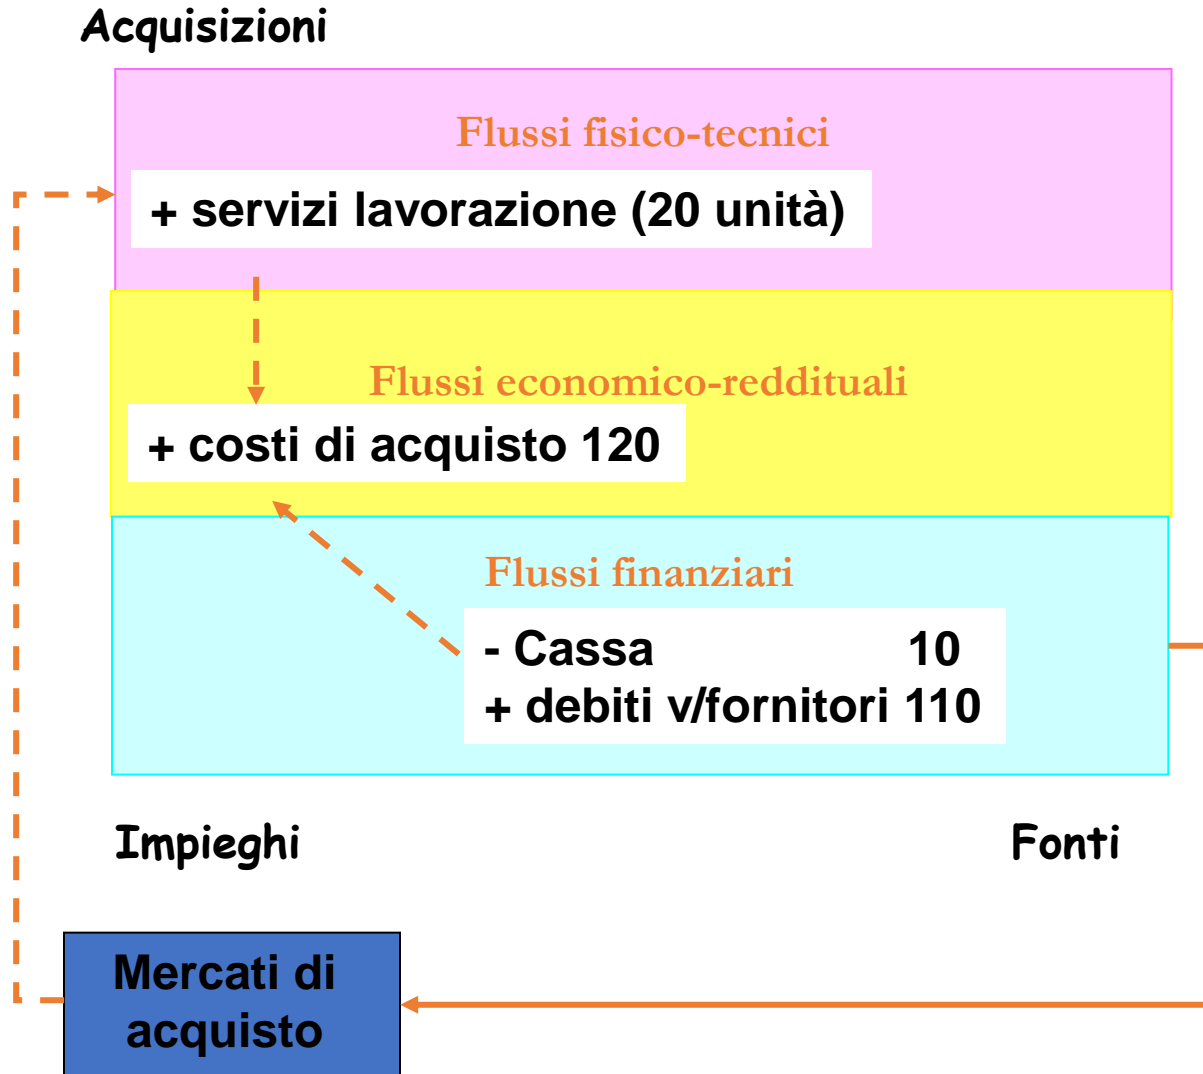 Acquisizioni
Flussi fisico-tecnici
+ servizi lavorazione (20 unità)
Flussi economico-reddituali
+ costi di acquisto 120
Flussi finanziari
- Cassa 10
+ debiti v/fornitori 110
Impieghi
Fonti
Mercati di
acquisto